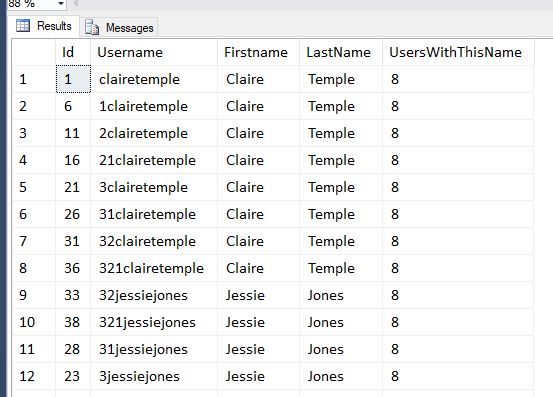 88 %
Results Messages
Id Username Firstname LastName UsersWithThisName
1 1 clairetemple Claire Temple 8
2 6 1clairetemple Claire Temple 8
3 11 2clairetemple Claire Temple 8
4 16 21clairetemple Claire Temple 8
5 21 3clairetemple Claire Temple 8
6 26 31clairetemple Claire Temple 8
7 31 32clairetemple Claire Temple 8
8 36 321clairetemple Claire Temple 8
9 33 32jessiejones Jessie Jones 8
10 38 321jessiejones Jessie Jones 8
11 28 31jessiejones Jessie Jones 8
12 23 3jessiejones Jessie Jones 8